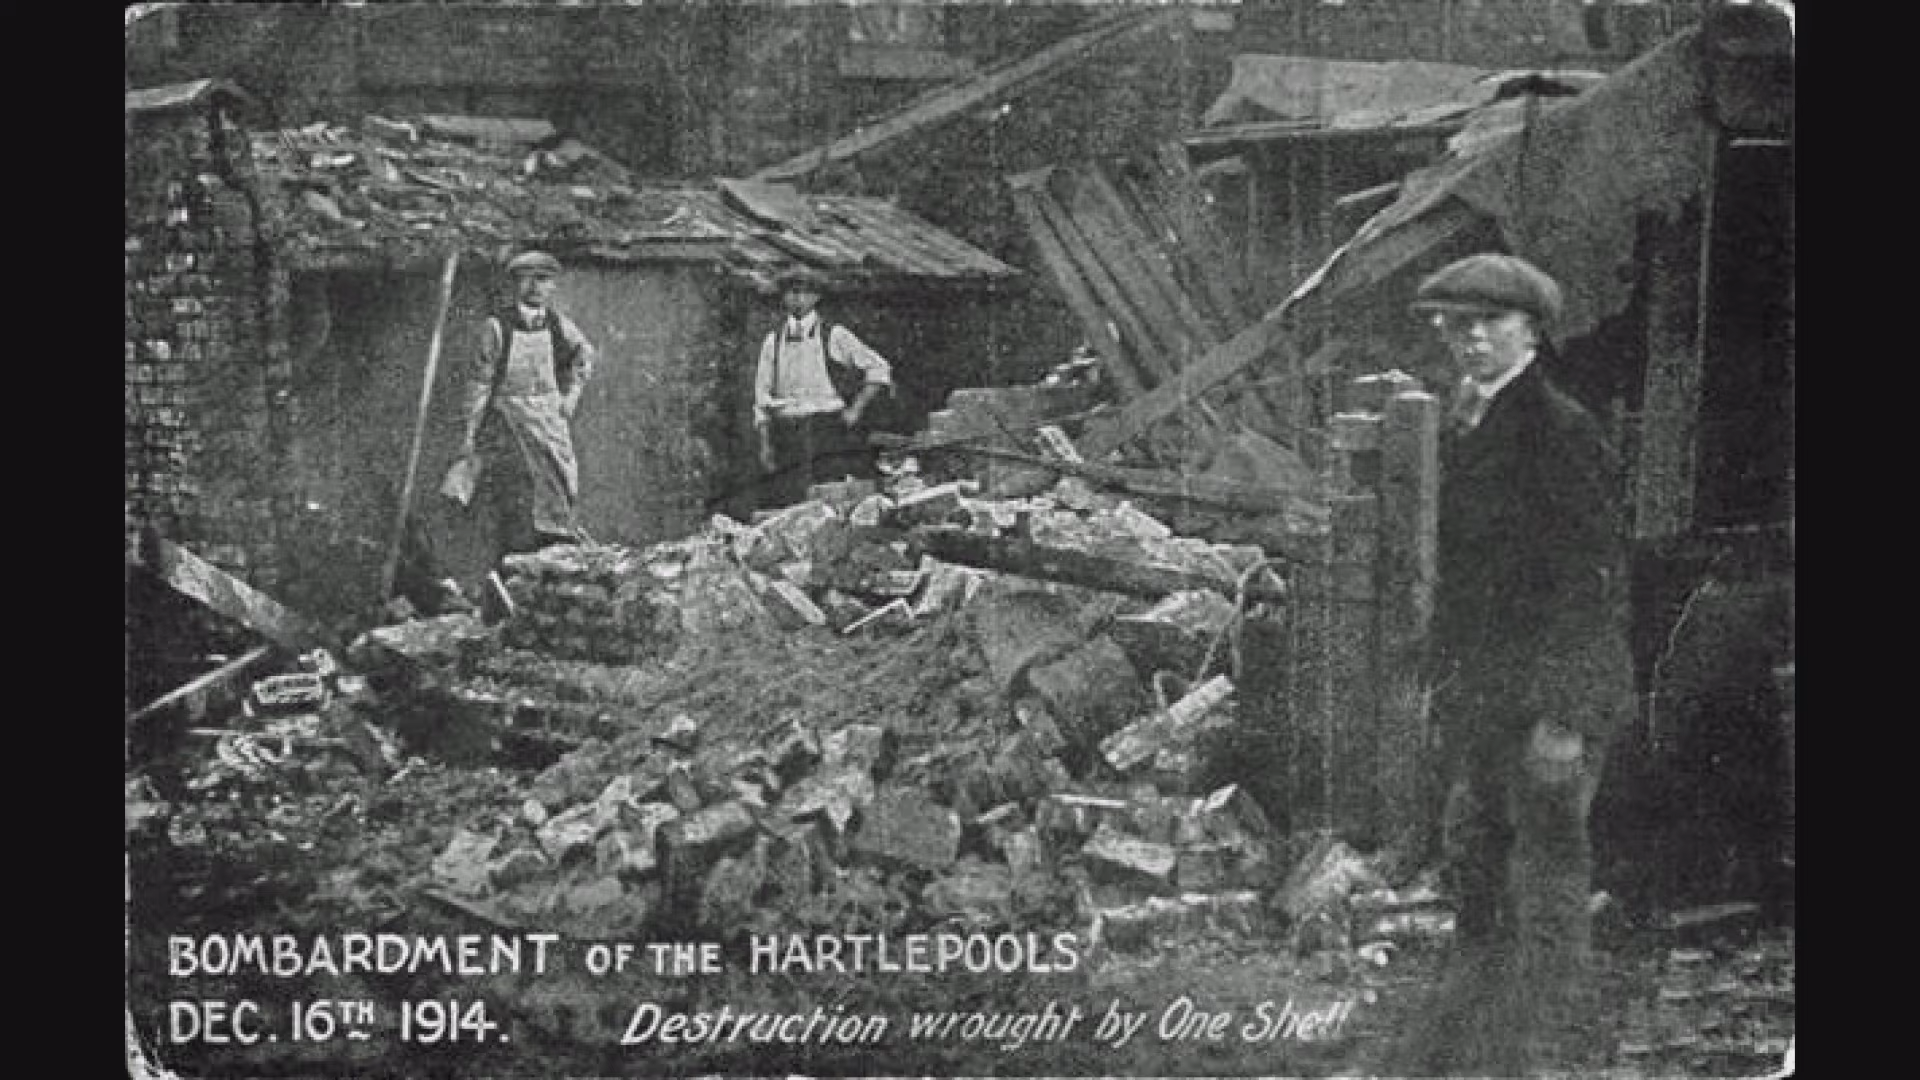 BOMBARDMENT OF THE HARTLEPOOLS
DEC. 16TH 1914. Destruction wrought by One Shell